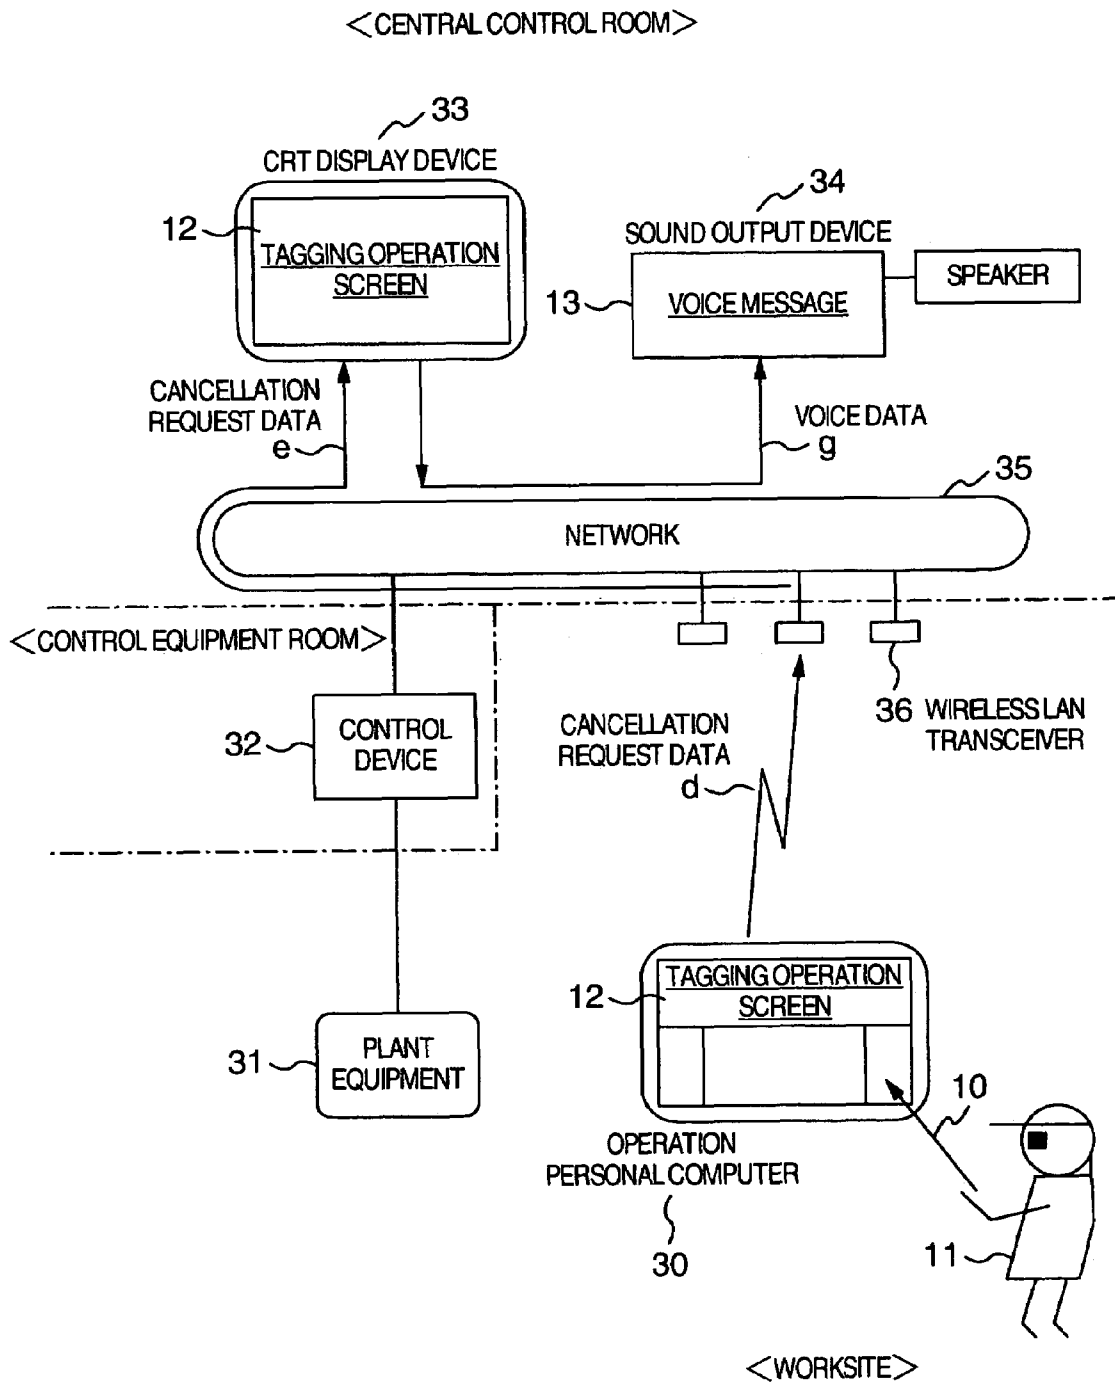 <CENTRAL CONTROL ROOM>
33
CRT DISPLAY DEVICE
12
TAGGING OPERATION
SCREEN
34
SOUND OUTPUT DEVICE
13
VOICE MESSAGE
SPEAKER
CANCELLATION
REQUEST DATA
e
VOICE DATA
g
35
NETWORK
<CONTROL EQUIPMENT ROOM>
36 WIRELESS LAN
TRANSCEIVER
32
CONTROL
DEVICE
CANCELLATION
REQUEST DATA
d
31
PLANT
EQUIPMENT
12
TAGGING OPERATION
SCREEN
10
OPERATION
PERSONAL COMPUTER
30
11
<WORKSITE>